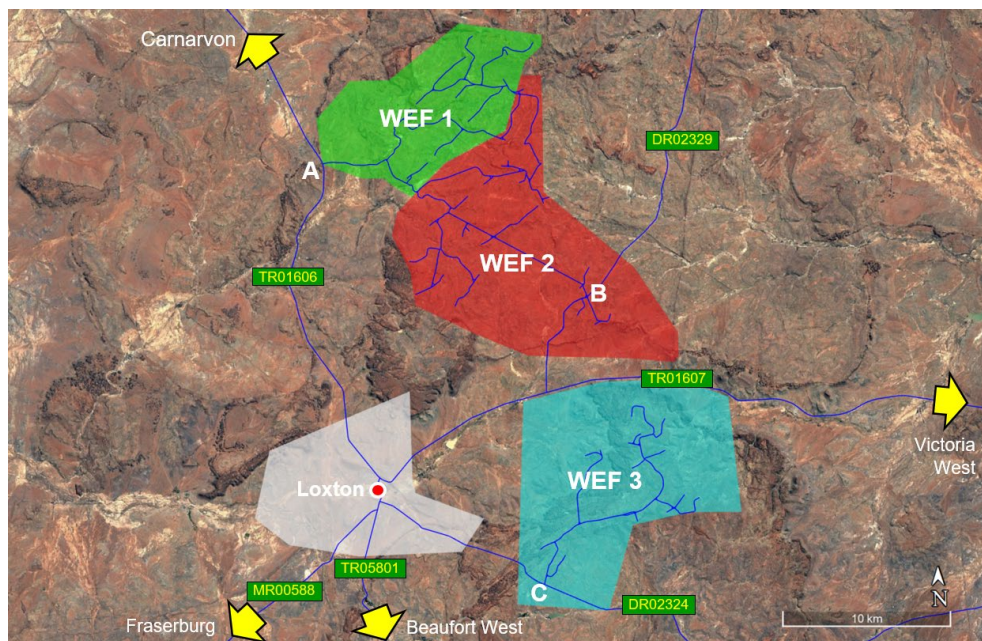 Carnarvon
WEF 1
DR02329
A
TR01606
WEF 2
B
TR01607
Victoria
West
WEF 3
Loxton
TR05801
MR00588
C
DR02324
Fraserburg
Beaufort West
N
10 km